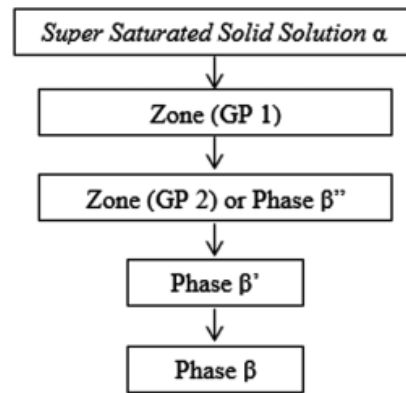 Super Saturated Solid Solution α
Zone (GP 1)
Zone (GP 2) or Phase β”
Phase β’
Phase β